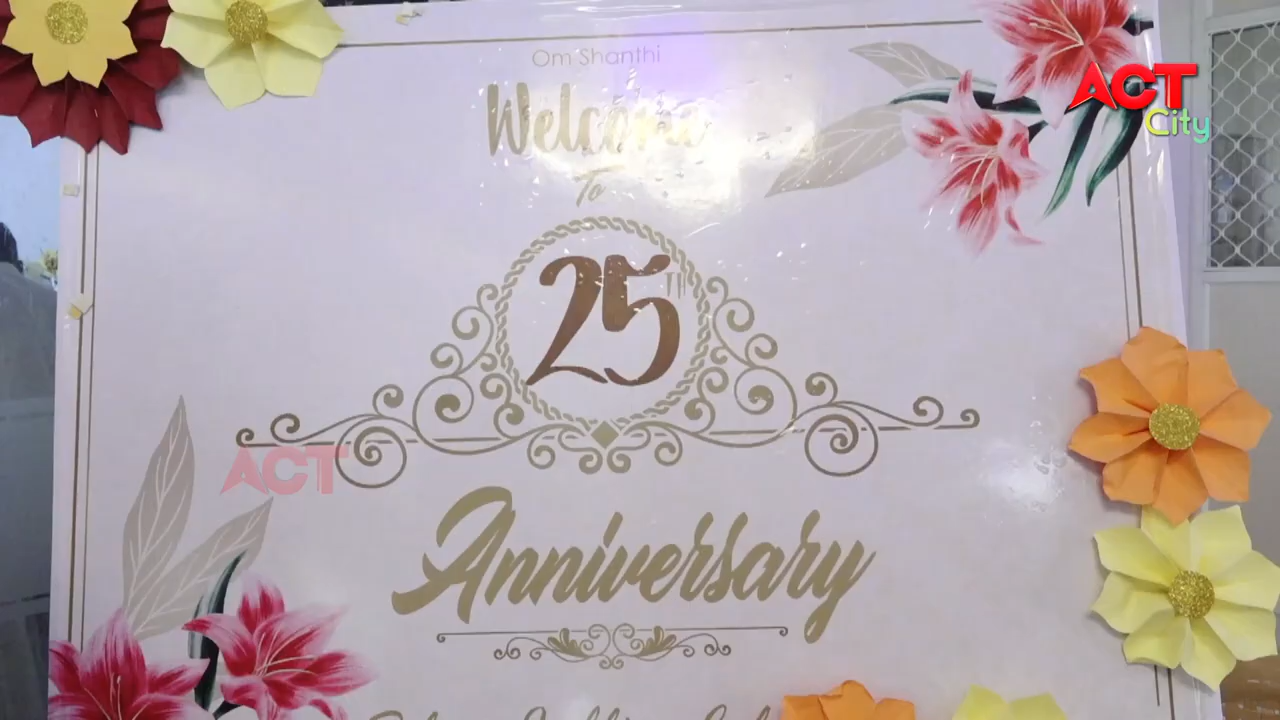 Om Shanthi
Welcome
To
25TH
Anniversary
ACT
City
ACT